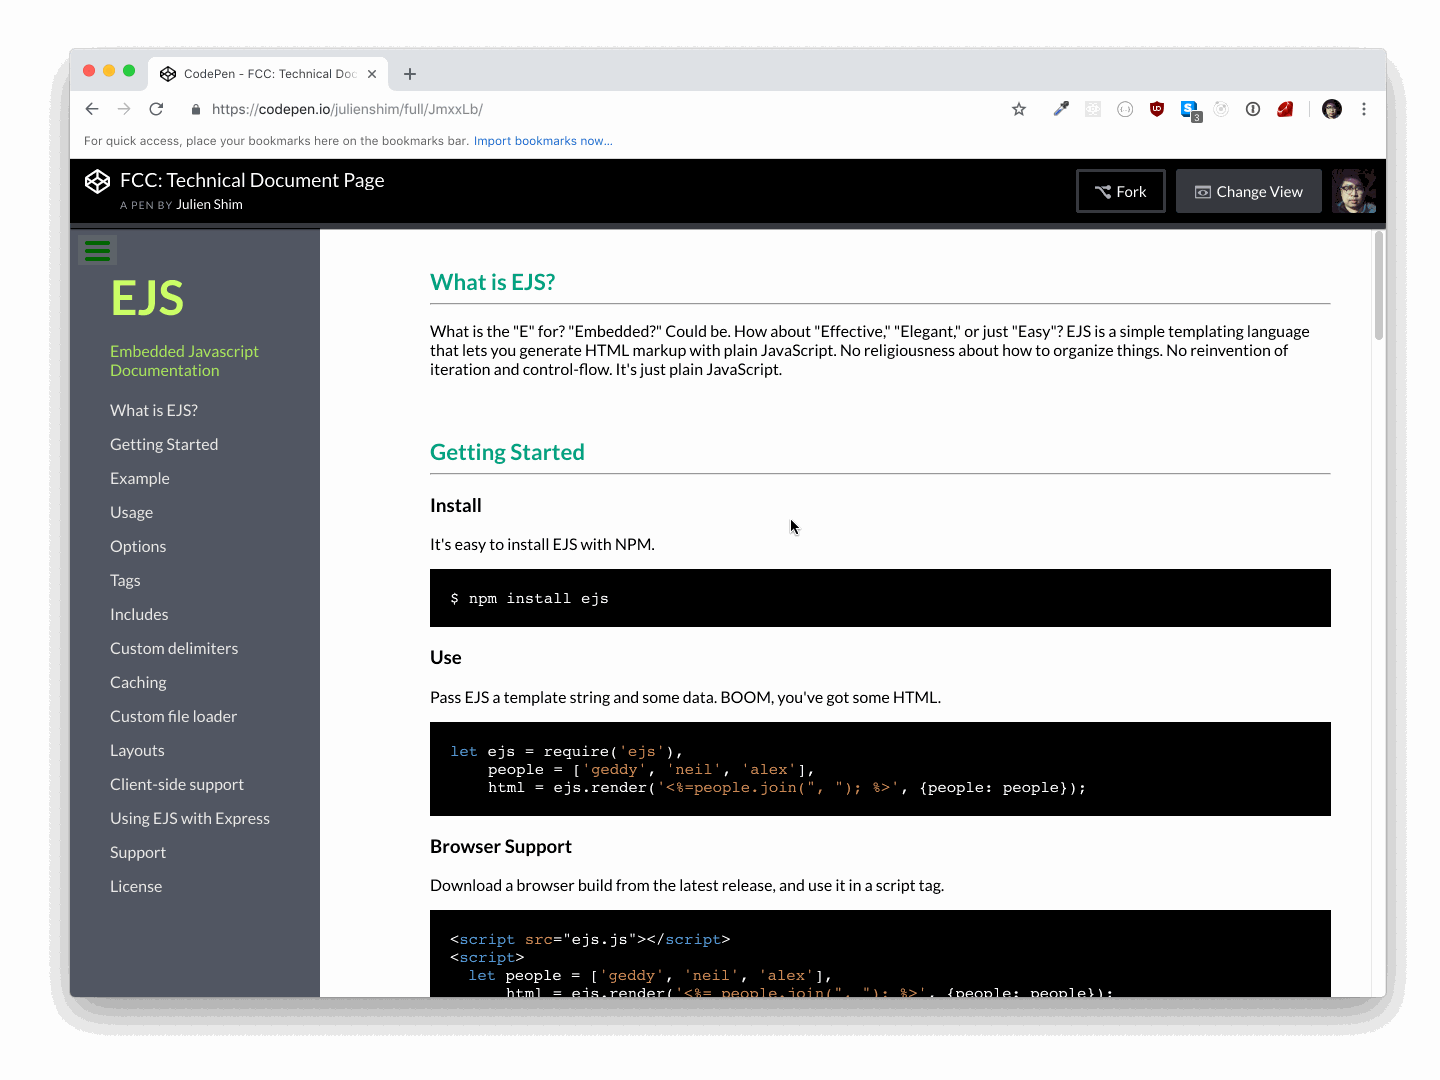 CodePen - FCC: Technical Doc
https://codepen.io/julienshim/full/JmxxLb/
3
For quick access, place your bookmarks here on the bookmarks bar. Import bookmarks now...
FCC: Technical Document Page
A PEN BY Julien Shim
Fork
Change View
EJS
Embedded Javascript
Documentation
What is EJS?
Getting Started
Example
Usage
Options
Tags
Includes
Custom delimiters
Caching
Custom file loader
Layouts
Client-side support
Using EJS with Express
Support
License
What is EJS?
What is the "E" for? "Embedded?" Could be. How about "Effective," "Elegant," or just "Easy"? EJS is a simple templating language
that lets you generate HTML markup with plain JavaScript. No religiousness about how to organize things. No reinvention of
iteration and control-flow. It's just plain JavaScript.
Getting Started
Install
It's easy to install EJS with NPM.
$ npm install ejs
Use
Pass EJS a template string and some data. BOOM, you've got some HTML.
let ejs = require('ejs'),
people = ['geddy', 'neil', 'alex'],
html = ejs.render('<%=people.join(", "); %>', {people: people});
Browser Support
Download a browser build from the latest release, and use it in a script tag.
<script src="ejs.js"></script>
<script>
let people = ['geddy', 'neil', 'alex'],
html = ejs.render('<%= people.join(", "); %>', {people: people});